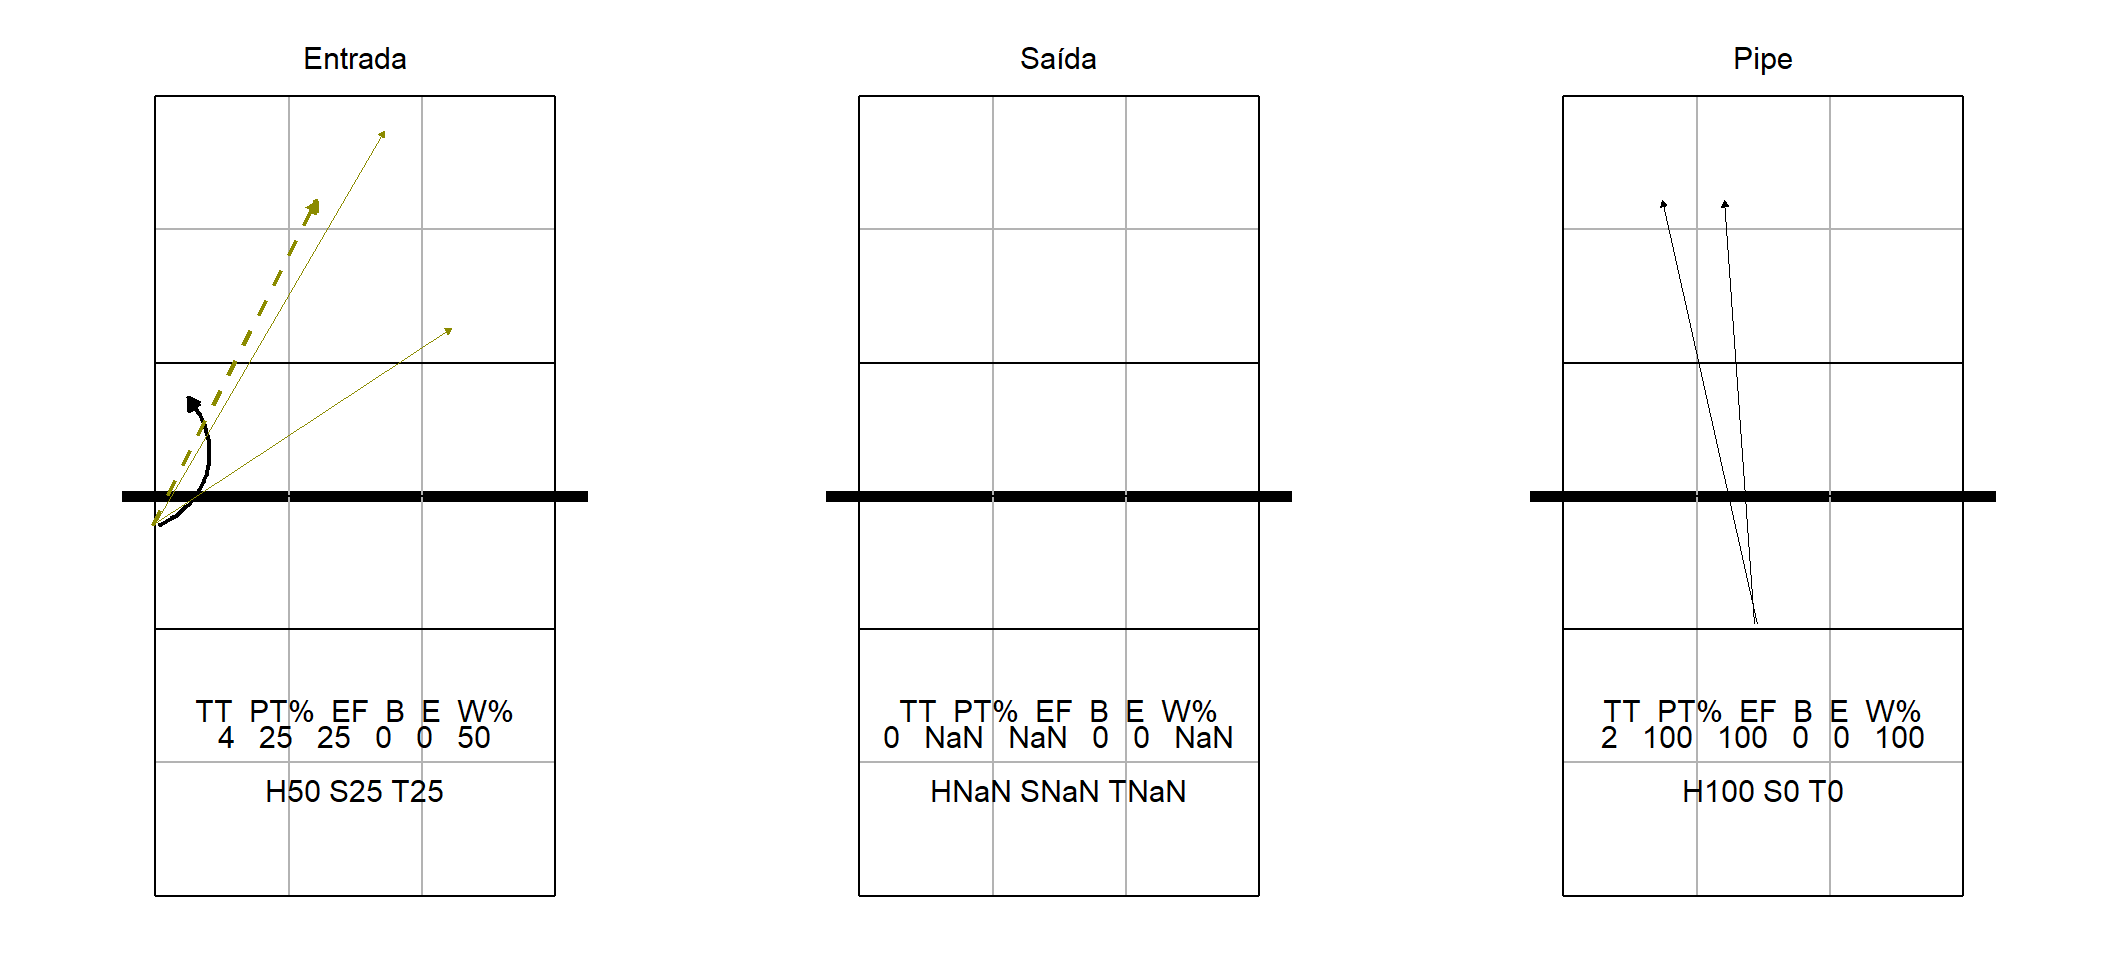 Entrada
TT PT% EF B E W%
4 25 25 0 0 50
H50 S25 T25
Saída
TT PT% EF B E W%
0 NaN NaN 0 0 NaN
HNaN SNaN TNaN
Pipe
TT PT% EF B E W%
2 100 100 0 0 100
H100 S0 T0